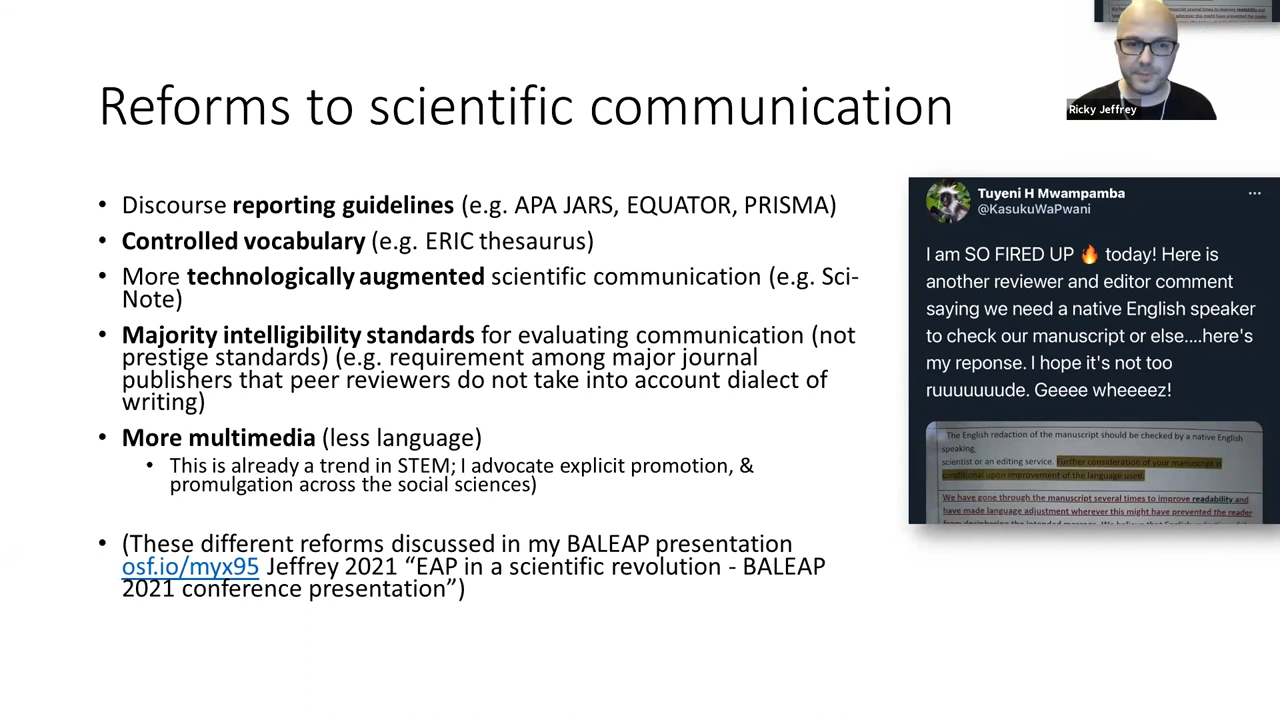 Reforms to scientific communication
Ricky Jeffrey
• Discourse reporting guidelines (e.g. APA JARS, EQUATOR, PRISMA)
• Controlled vocabulary (e.g. ERIC thesaurus)
• More technologically augmented scientific communication (e.g. Sci-
Note)
• Majority intelligibility standards for evaluating communication (not
prestige standards) (e.g. requirement among major journal
publishers that peer reviewers do not take into account dialect of
writing)
• More multimedia (less language)
• This is already a trend in STEM; I advocate explicit promotion, &
promulgation across the social sciences)
• (These different reforms discussed in my BALEAP presentation
osf.io/myx95 Jeffrey 2021 “EAP in a scientific revolution - BALEAP
2021 conference presentation”)
Tuyeni H Mwampamba
@KasukuWaPwani
I am SO FIRED UP 🔥 today! Here is
another reviewer and editor comment
saying we need a native English speaker
to check our manuscript or else....here's
my reponse. I hope it's not too
ruuuuuuude. Geeee wheeeez!
The English redaction of the manuscript should be checked by a native English
speaking,
scientist or an editing service. Further consideration of your manuscript is
conditional upon improvement of the language used.
We have gone through the manuscript several times to improve readability and
have made language adjustment wherever this might have prevented the reader